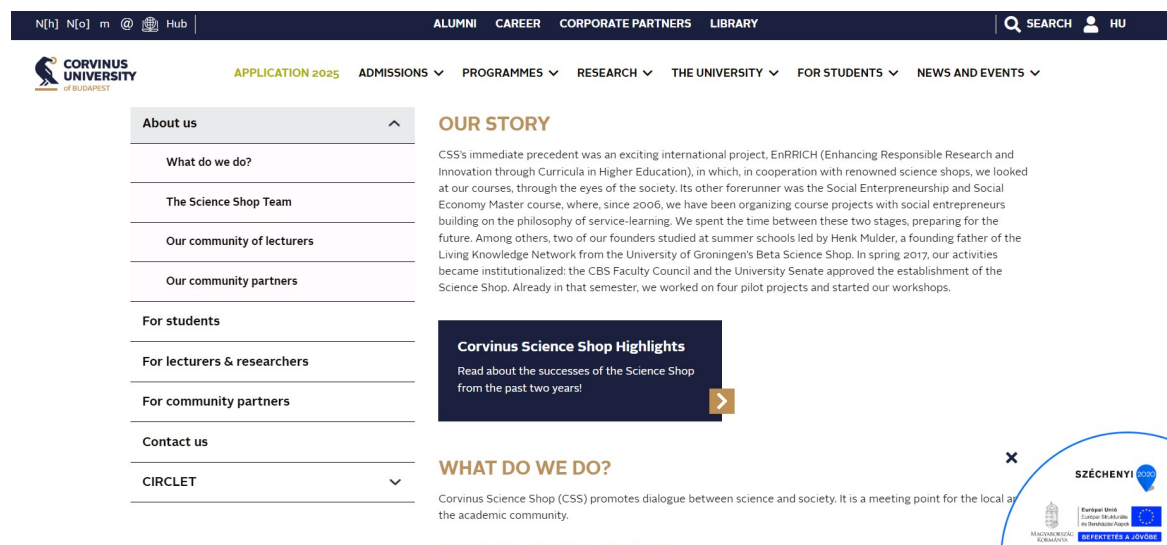 N[h] N[o] m @ Hub
ALUMNI CAREER CORPORATE PARTNERS LIBRARY
SEARCH HU
CORVINUS
UNIVERSITY
of BUDAPEST
APPLICATION 2025 ADMISSIONS PROGRAMMES RESEARCH THE UNIVERSITY FOR STUDENTS NEWS AND EVENTS
About us
What do we do?
The Science Shop Team
Our community of lecturers
Our community partners
For students
For lecturers & researchers
For community partners
Contact us
CIRCLET
OUR STORY
CSS's immediate precedent was an exciting international project, EnRRICH (Enhancing Responsible Research and
Innovation through Curricula in Higher Education), in which, in cooperation with renowned science shops, we looked
at our courses, through the eyes of the society. Its other forerunner was the Social Enterpreneurship and Social
Economy Master course, where, since 2006, we have been organizing course projects with social entrepreneurs
building on the philosophy of service-learning. We spent the time between these two stages, preparing for the
future. Among others, two of our founders studied at summer schools led by Henk Mulder, a founding father of the
Living Knowledge Network from the University of Groningen's Beta Science Shop. In spring 2017, our activities
became institutionalized: the CBS Faculty Council and the University Senate approved the establishment of the
Science Shop. Already in that semester, we worked on four pilot projects and started our workshops.
Corvinus Science Shop Highlights
Read about the successes of the Science Shop
from the past two years!
WHAT DO WE DO?
Corvinus Science Shop (CSS) promotes dialogue between science and society. It is a meeting point for the local
the academic community.
SZÉCHENYI 2020
MAGYARORSZÁG
KORMÁNYA
Európai Unió
Európai Strukturális
és Beruházási Alapok
BEFEKTETÉS A JÖVŐBE